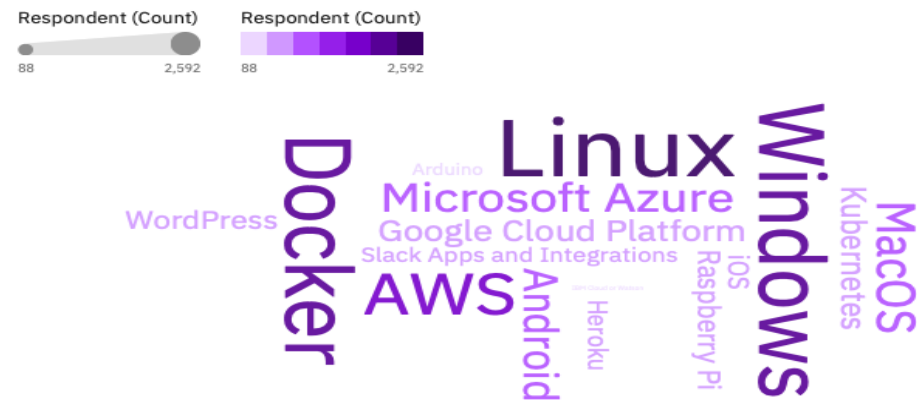 Respondent (Count)
Respondent (Count)
88
2,592
88
2,592
Linux
Windows
Docker
Arduino
Microsoft Azure
WordPress
Google Cloud Platform
Kubernetes
MacOS
Slack Apps and Integrations
Raspberry Pi
iOS
AWS
Android
Heroku